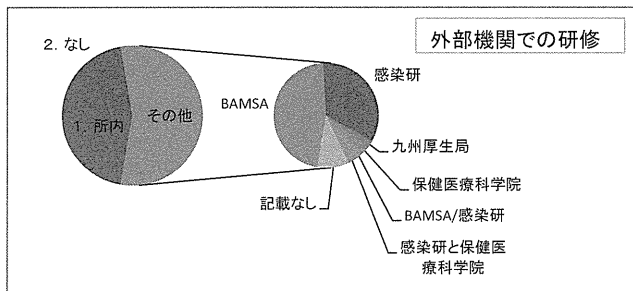 外部機関での研修
2. なし
1. 所内
その他
BAMSA
感染研
九州厚生局
保健医療科学院
BAMSA/感染研
感染研と保健医
療科学院
記載なし